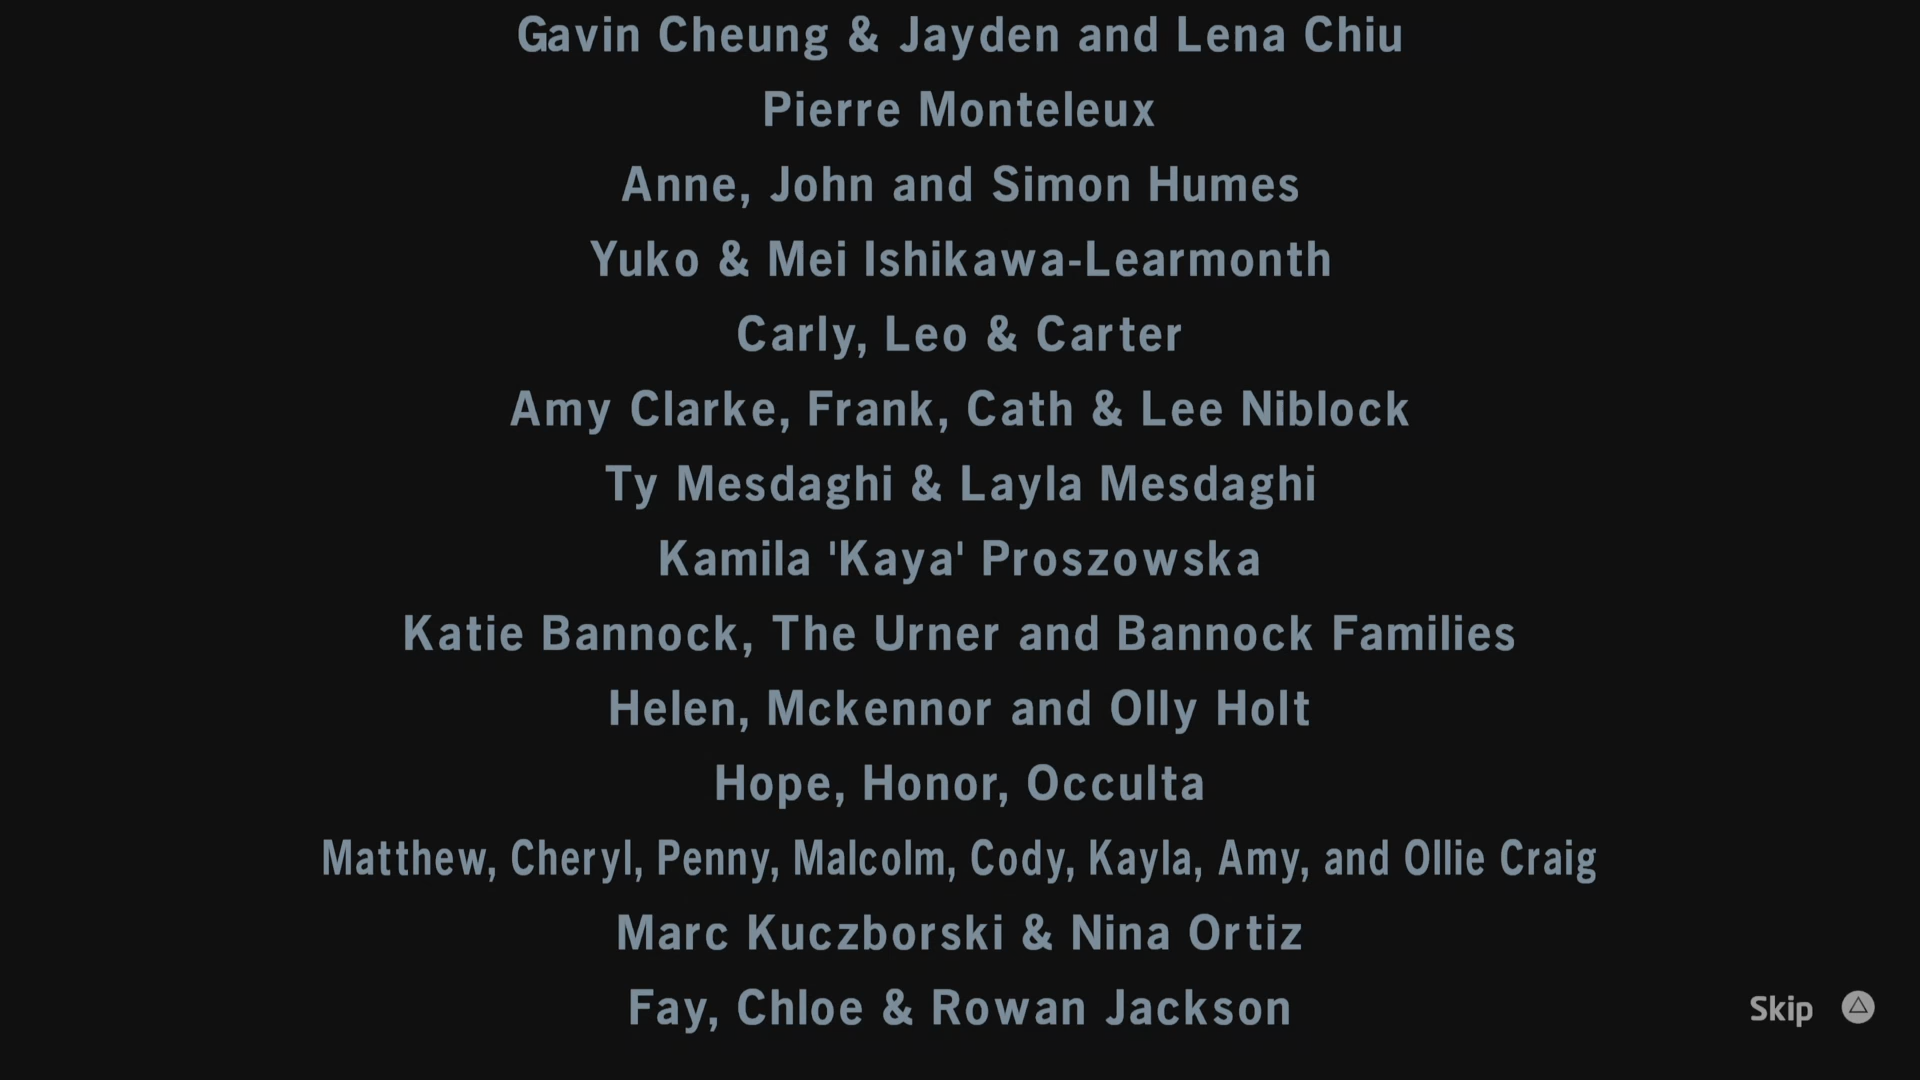 Gavin Cheung & Jayden and Lena Chiu
Pierre Monteleux
Anne, John and Simon Humes
Yuko & Mei Ishikawa-Learmonth
Carly, Leo & Carter
Amy Clarke, Frank, Cath & Lee Niblock
Ty Mesdaghi & Layla Mesdaghi
Kamila 'Kaya' Proszowska
Katie Bannock, The Urner and Bannock Families
Helen, Mckennor and Olly Holt
Hope, Honor, Occulta
Matthew, Cheryl, Penny, Malcolm, Cody, Kayla, Amy, and Ollie Craig
Marc Kuczborski & Nina Ortiz
Fay, Chloe & Rowan Jackson
Skip